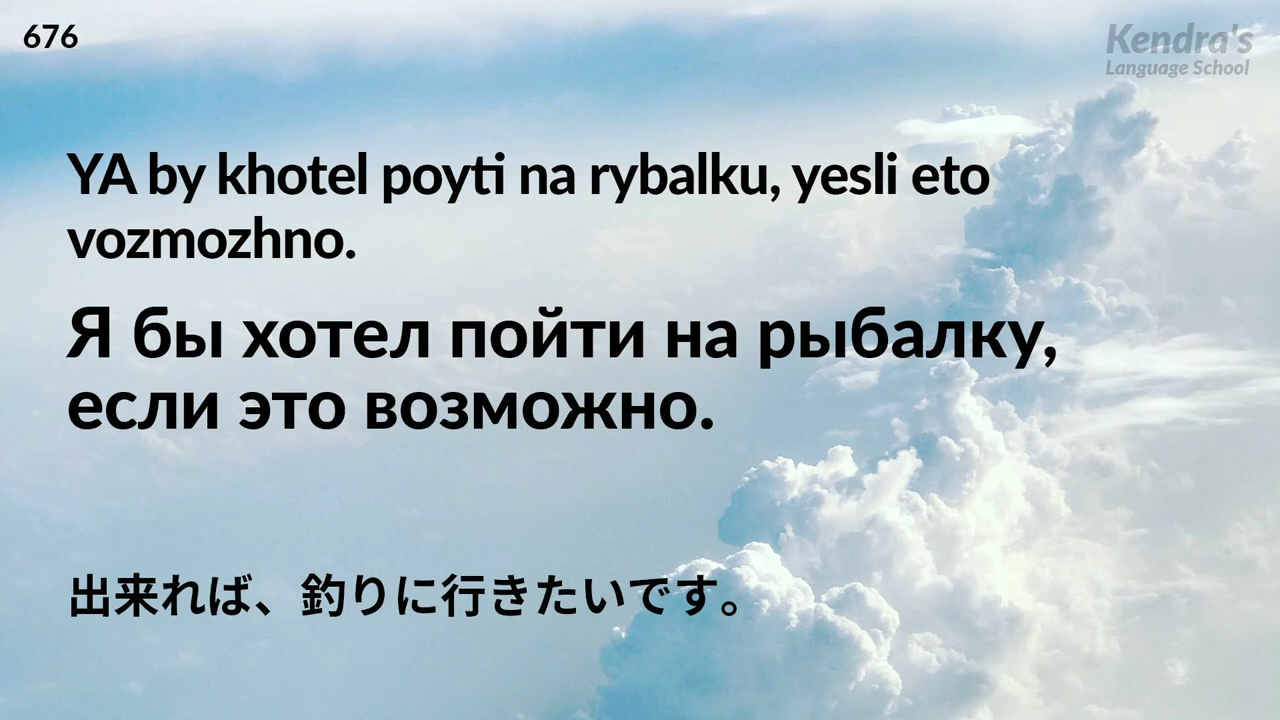 676
Kendra's
Language School
YA by khotel poyti na rybalku, yesli eto
vozmozhno.
Я бы хотел пойти на рыбалку,
если это возможно.
出来れば、釣りに行きたいです。